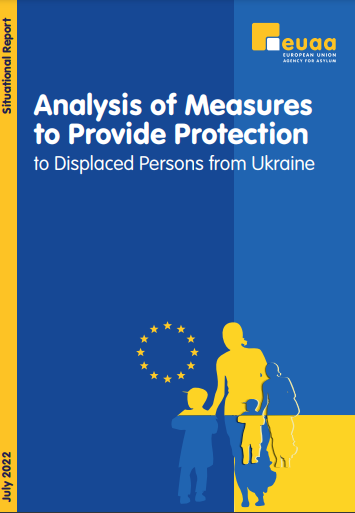 Situational Report
euaa
EUROPEAN UNION
AGENCY FOR ASYLUM
Analysis of Measures
to Provide Protection
to Displaced Persons from Ukraine
July 2022